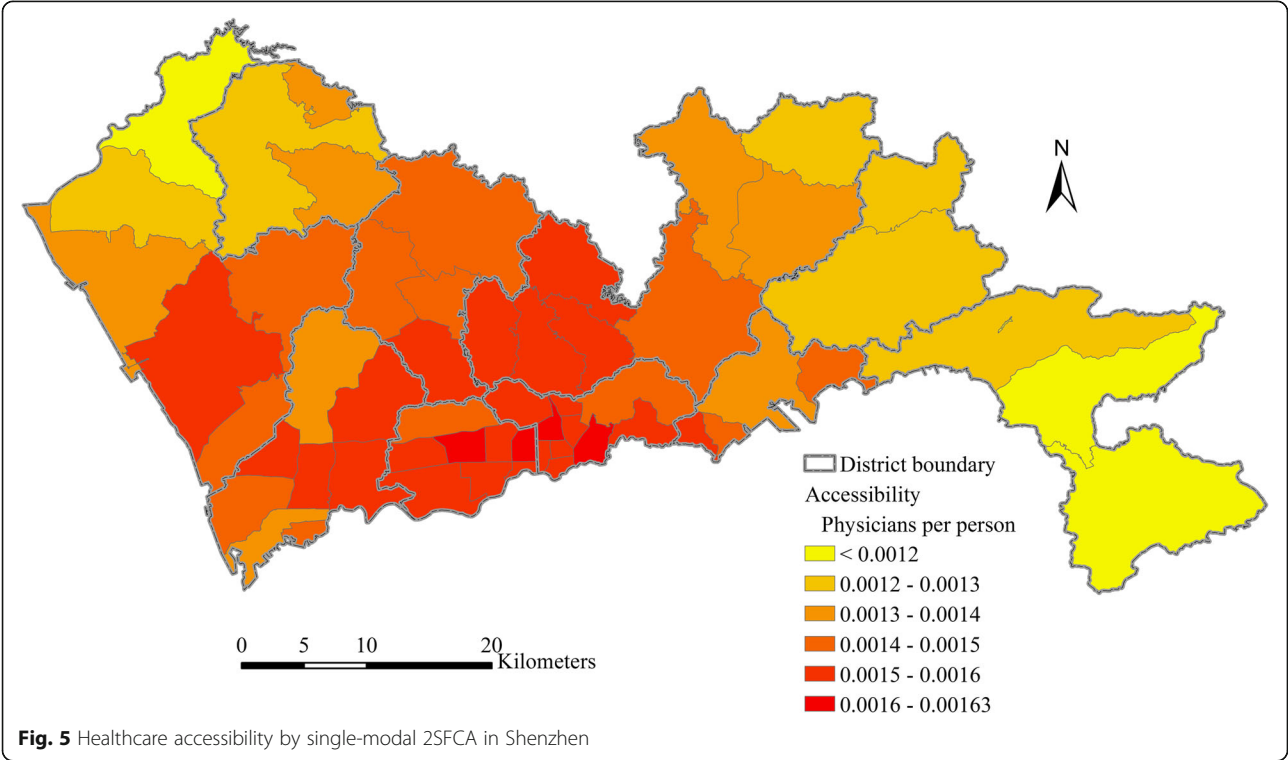 N
District boundary
Accessibility
Physicians per person
< 0.0012
0.0012 - 0.0013
0.0013 - 0.0014
0.0014 - 0.0015
0.0015 - 0.0016
0.0016 - 0.00163
0 5 10 20
Kilometers
Fig. 5 Healthcare accessibility by single-modal 2SFCA in Shenzhen